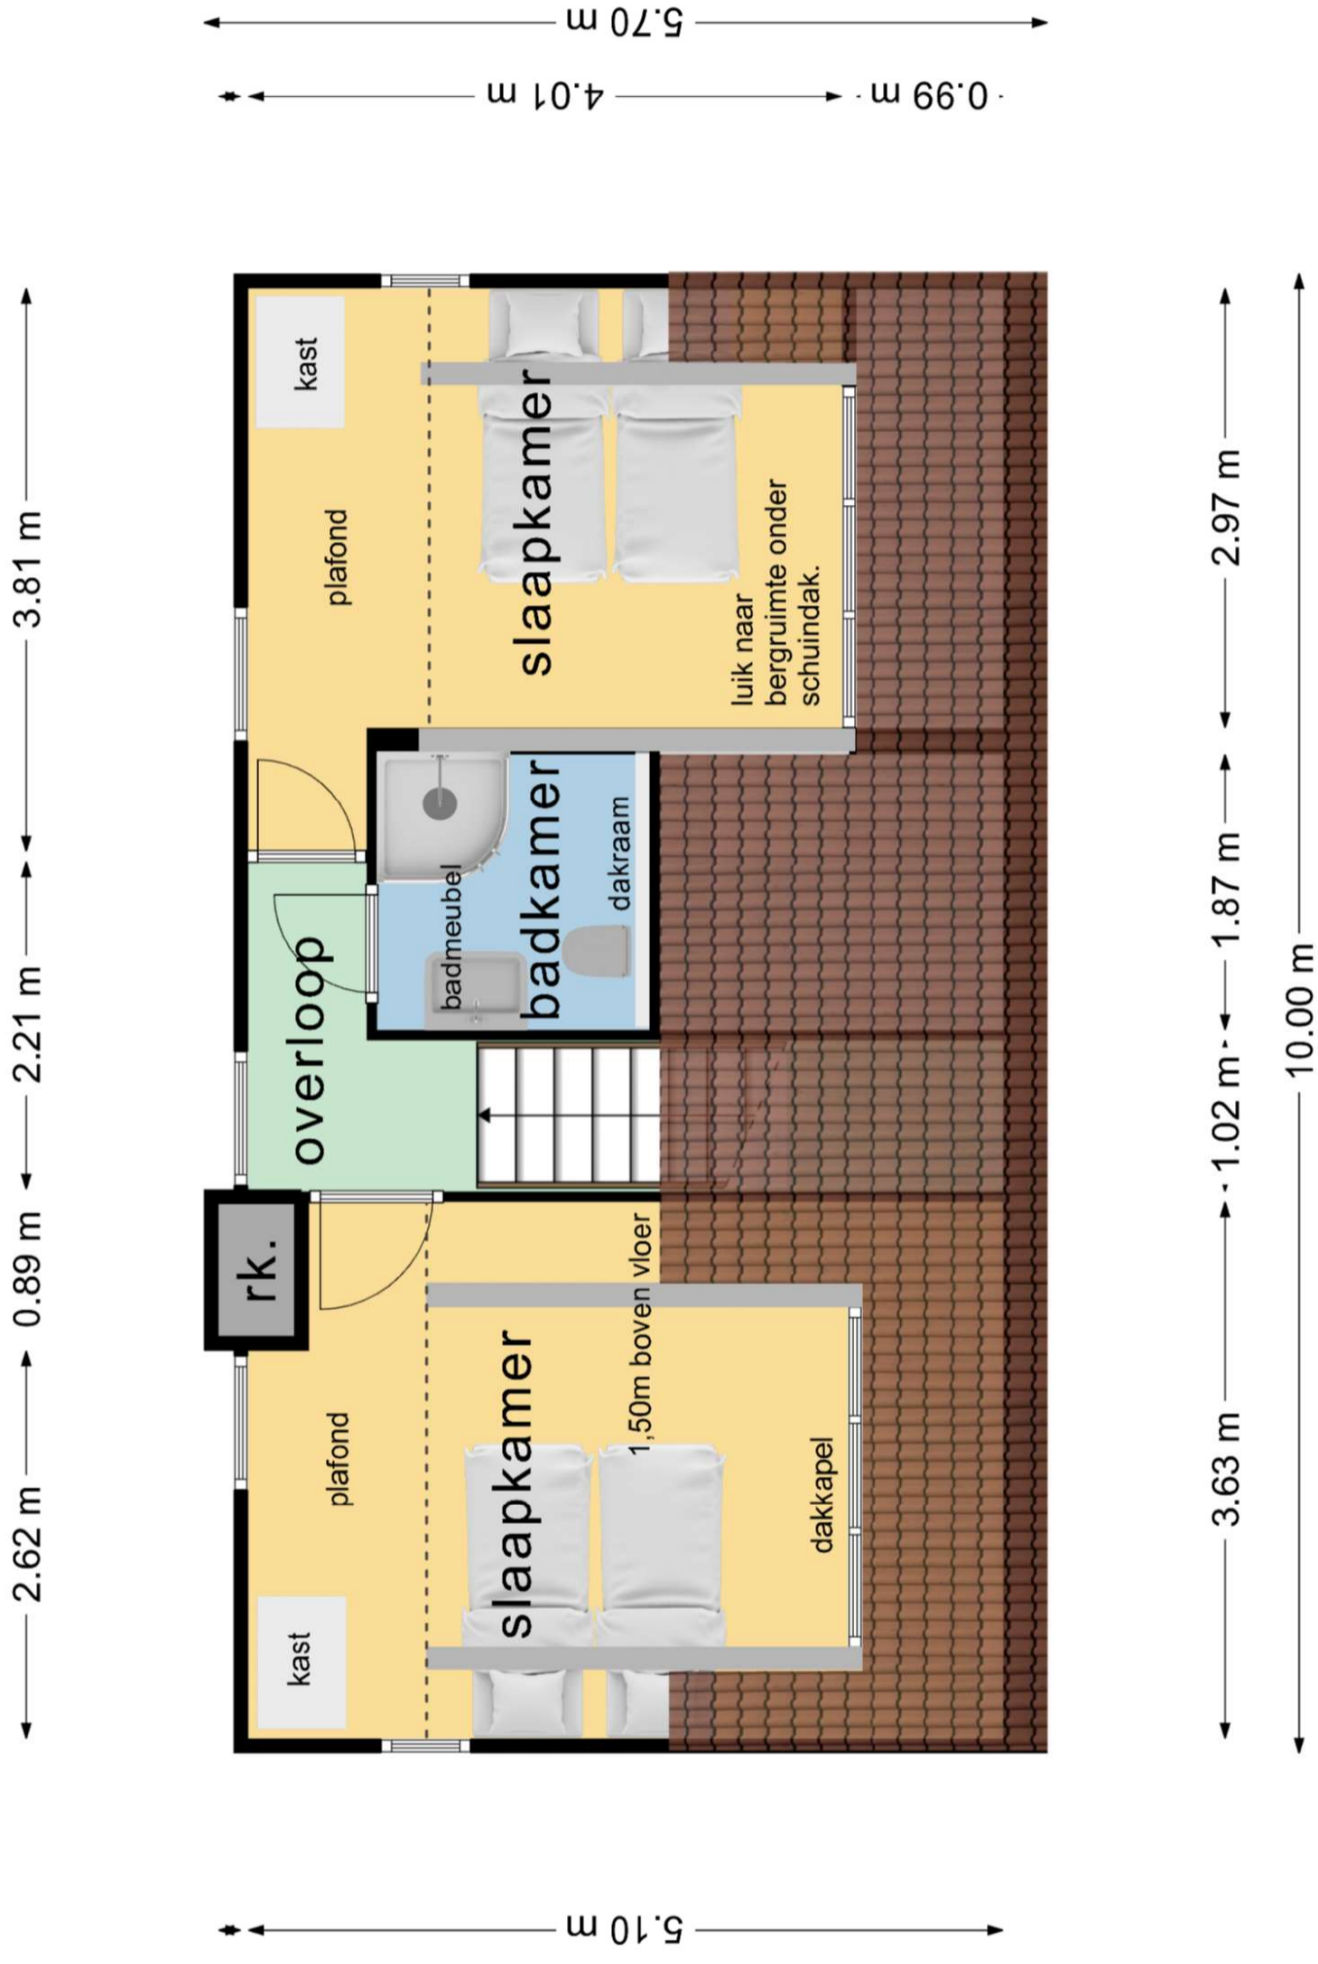 5.70 m
4.01 m
0.99 m
3.81 m
2.21 m
0.89 m
2.62 m
kast
plafond
slaapkamer
luik naar
bergruimte onder
schuindak.
overloop
badmeubel
badkamer
dakraam
rk.
plafond
kast
slaapkamer
1,50m boven vloer
dakkapel
2.97 m
1.87 m
1.02 m
3.63 m
10.00 m
5.10 m